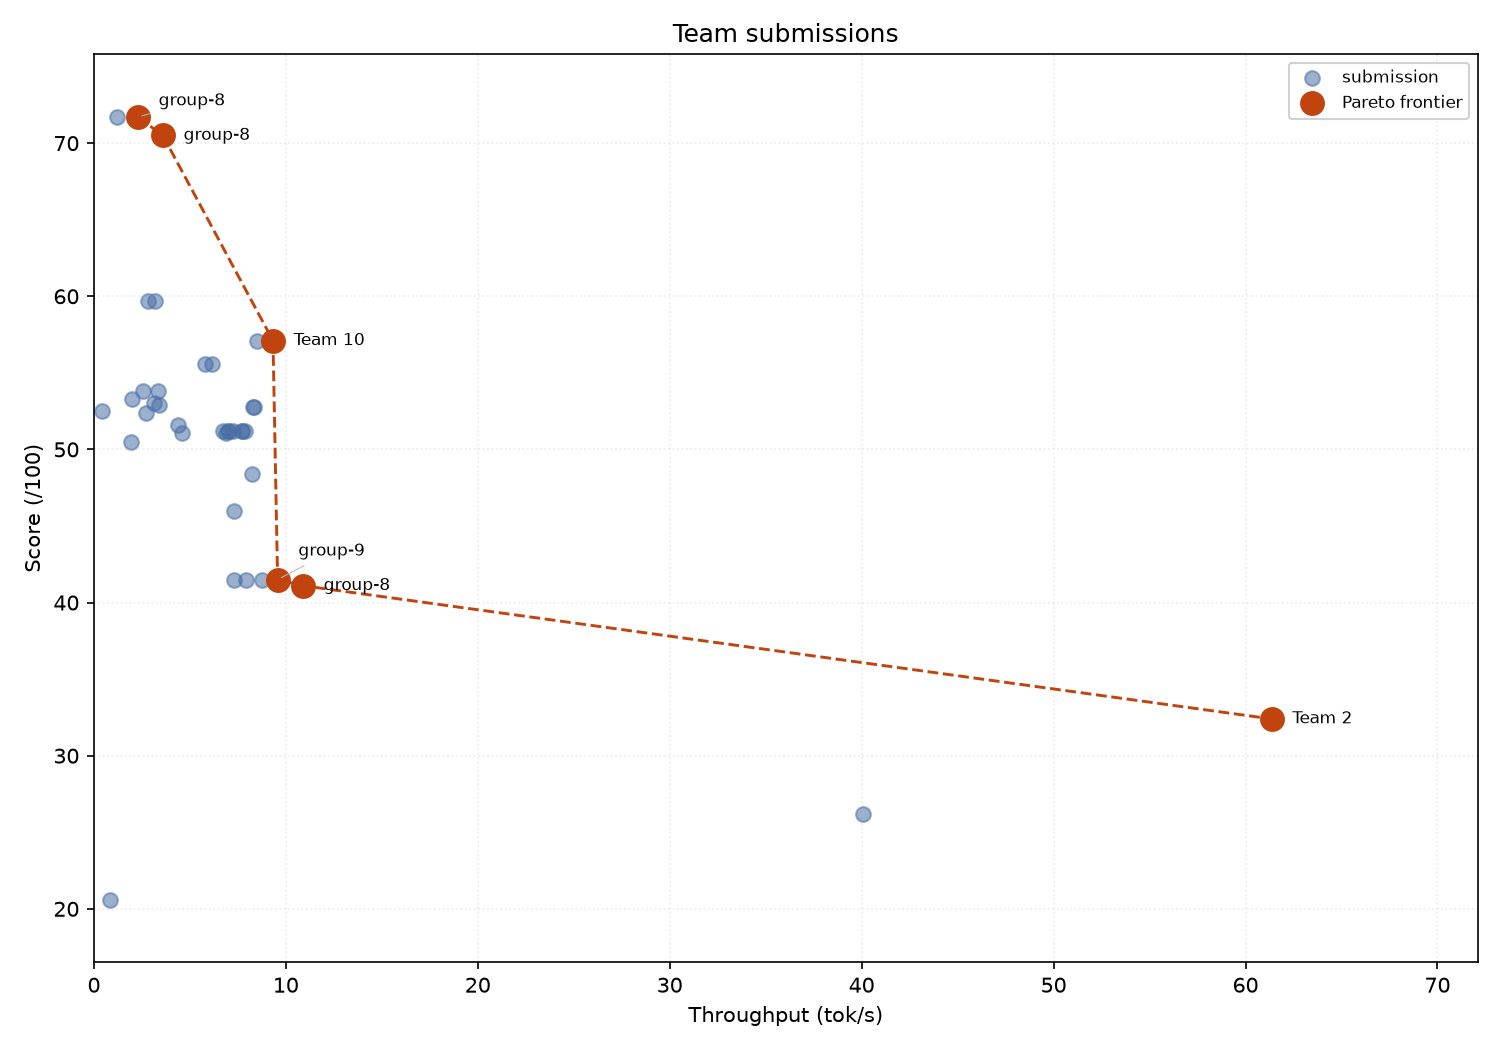 Team submissions
submission
Pareto frontier
group-8
group-8
Team 10
group-9
group-8
Team 2
70
60
50
40
30
20
Score (/100)
0 10 20 30 40 50 60 70
Throughput (tok/s)